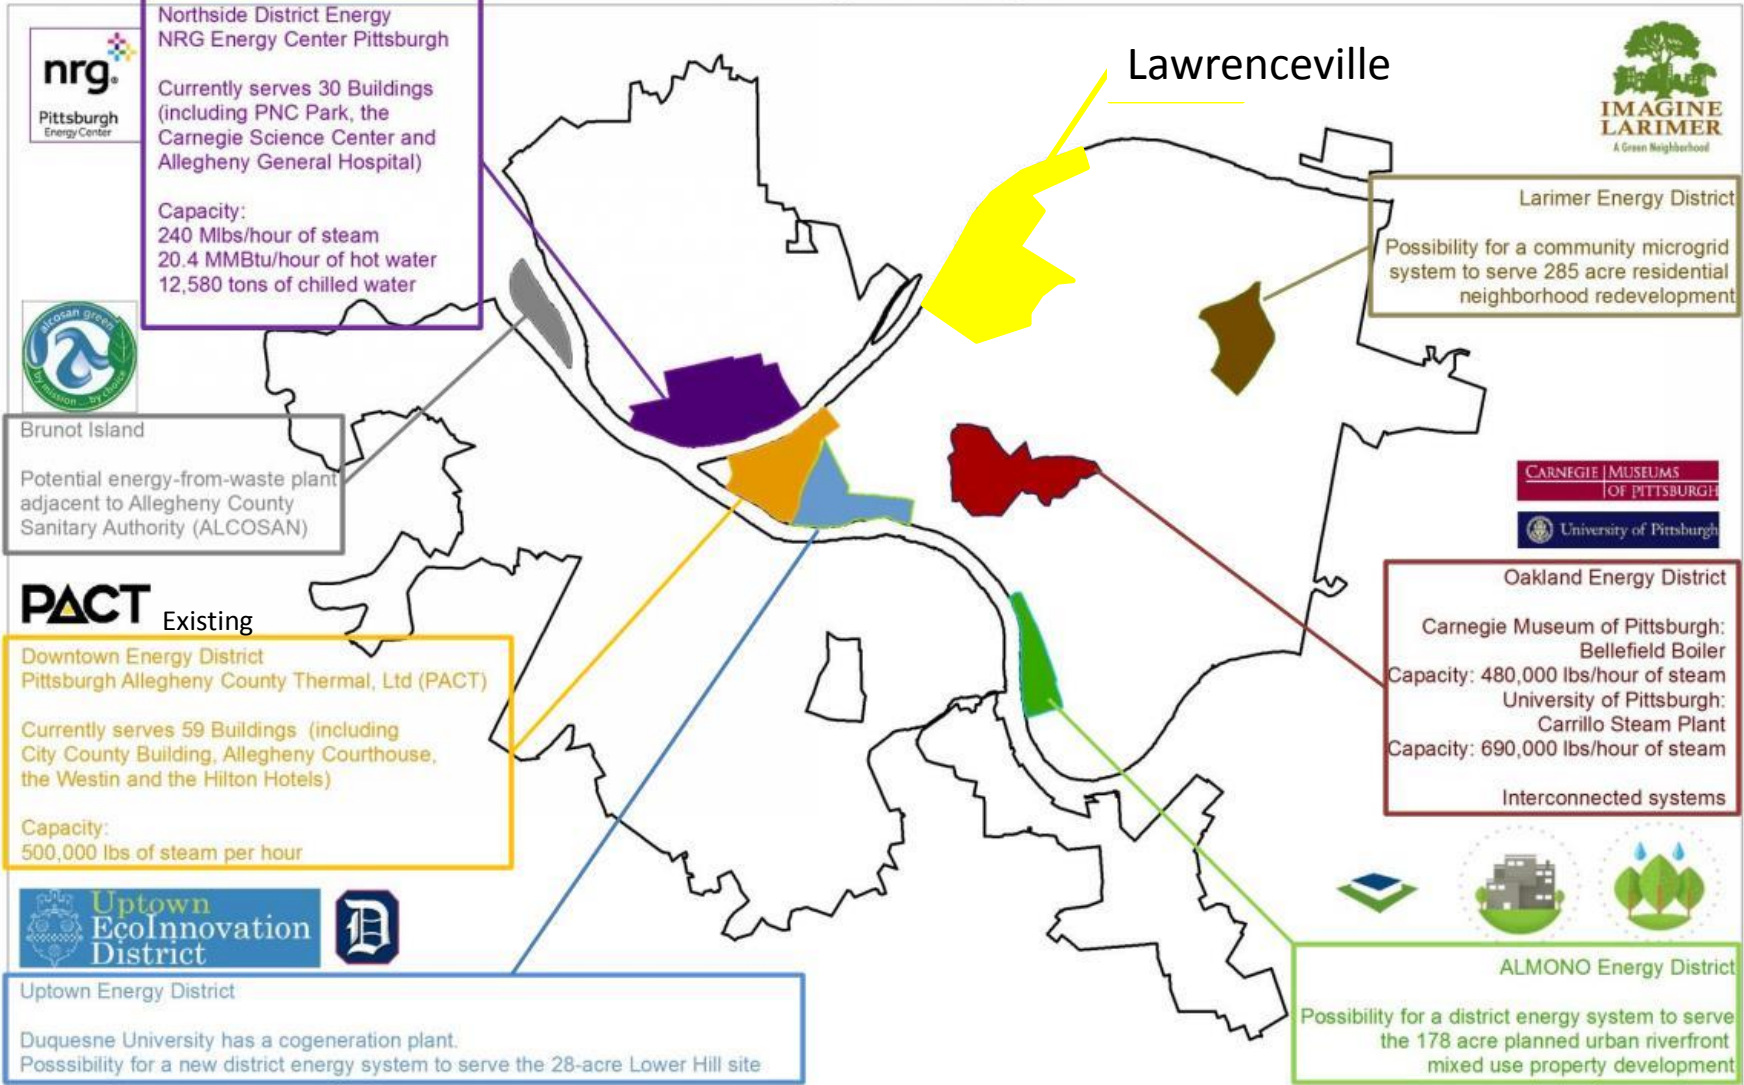 nrg.
Pittsburgh
Energy Center
Northside District Energy
NRG Energy Center Pittsburgh
Currently serves 30 Buildings
(including PNC Park, the
Carnegie Science Center and
Allegheny General Hospital)
Capacity:
240 Mlbs/hour of steam
20.4 MMBtu/hour of hot water
12,580 tons of chilled water
Lawrenceville
IMAGINE
LARIMER
A Green Neighborhood
Larimer Energy District
Possibility for a community microgrid
system to serve 285 acre residential
neighborhood redevelopment
alcosan green
by mission ... by choice
Brunot Island
Potential energy-from-waste plant
adjacent to Allegheny County
Sanitary Authority (ALCOSAN)
CARNEGIE MUSEUMS
OF PITTSBURGH
University of Pittsburgh
Oakland Energy District
Carnegie Museum of Pittsburgh:
Bellefield Boiler
Capacity: 480,000 lbs/hour of steam
University of Pittsburgh:
Carrillo Steam Plant
Capacity: 690,000 lbs/hour of steam
Interconnected systems
PACT
Existing
Downtown Energy District
Pittsburgh Allegheny County Thermal, Ltd (PACT)
Currently serves 59 Buildings (including
City County Building, Allegheny Courthouse,
the Westin and the Hilton Hotels)
Capacity:
500,000 lbs of steam per hour
Uptown
EcoInnovation
District
D
Uptown Energy District
Duquesne University has a cogeneration plant.
Posssibility for a new district energy system to serve the 28-acre Lower Hill site
ALMONO Energy District
Possibility for a district energy system to serve
the 178 acre planned urban riverfront
mixed use property development